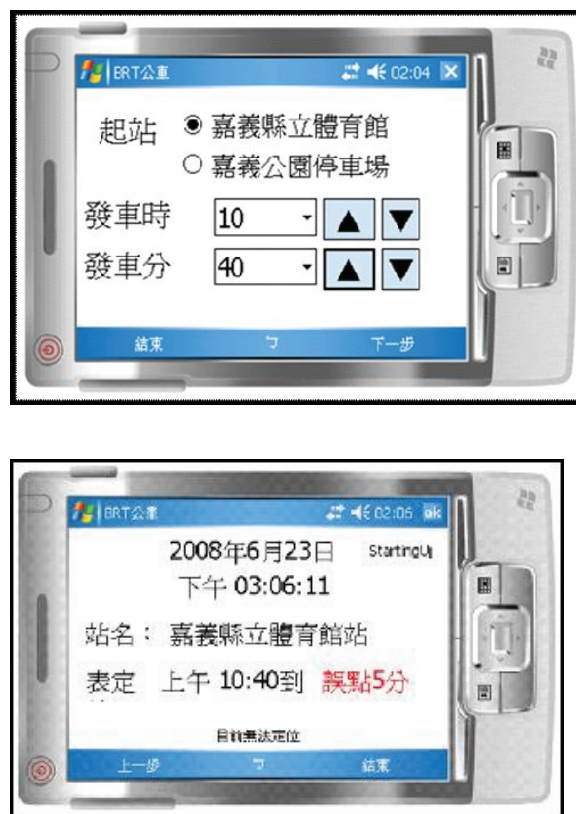 BRT公車 02:04
起站 嘉義縣立體育館
嘉義公園停車場
發車時 10
發車分 40
結束 下一步
BRT公車 02:06 ok
2008年6月23日 StartingU
下午 03:06:11
站名： 嘉義縣立體育館站
表定 上午 10:40到 誤點5分
目前無法定位
上一步 結束